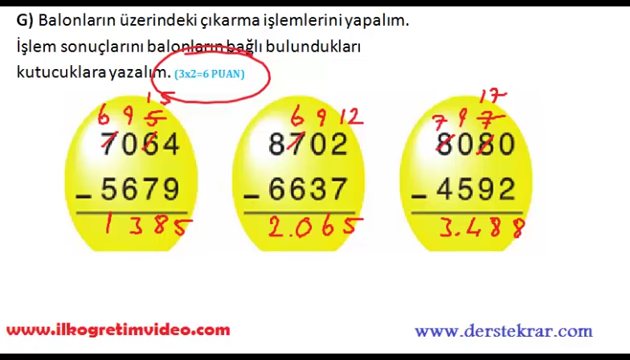 G) Balonların üzerindeki çıkarma işlemlerini yapalım.
İşlem sonuçlarını balonların bağlı bulundukları
kutucuklara yazalım. (3x2=6 PUAN)
15 17
6 9 5 6 9 12 7 9 7
7064 8702 8080
- 5679 - 6637 - 4592
1385 2.065 3.488
www.ilkogretimvideo.com www.derstekrar.com